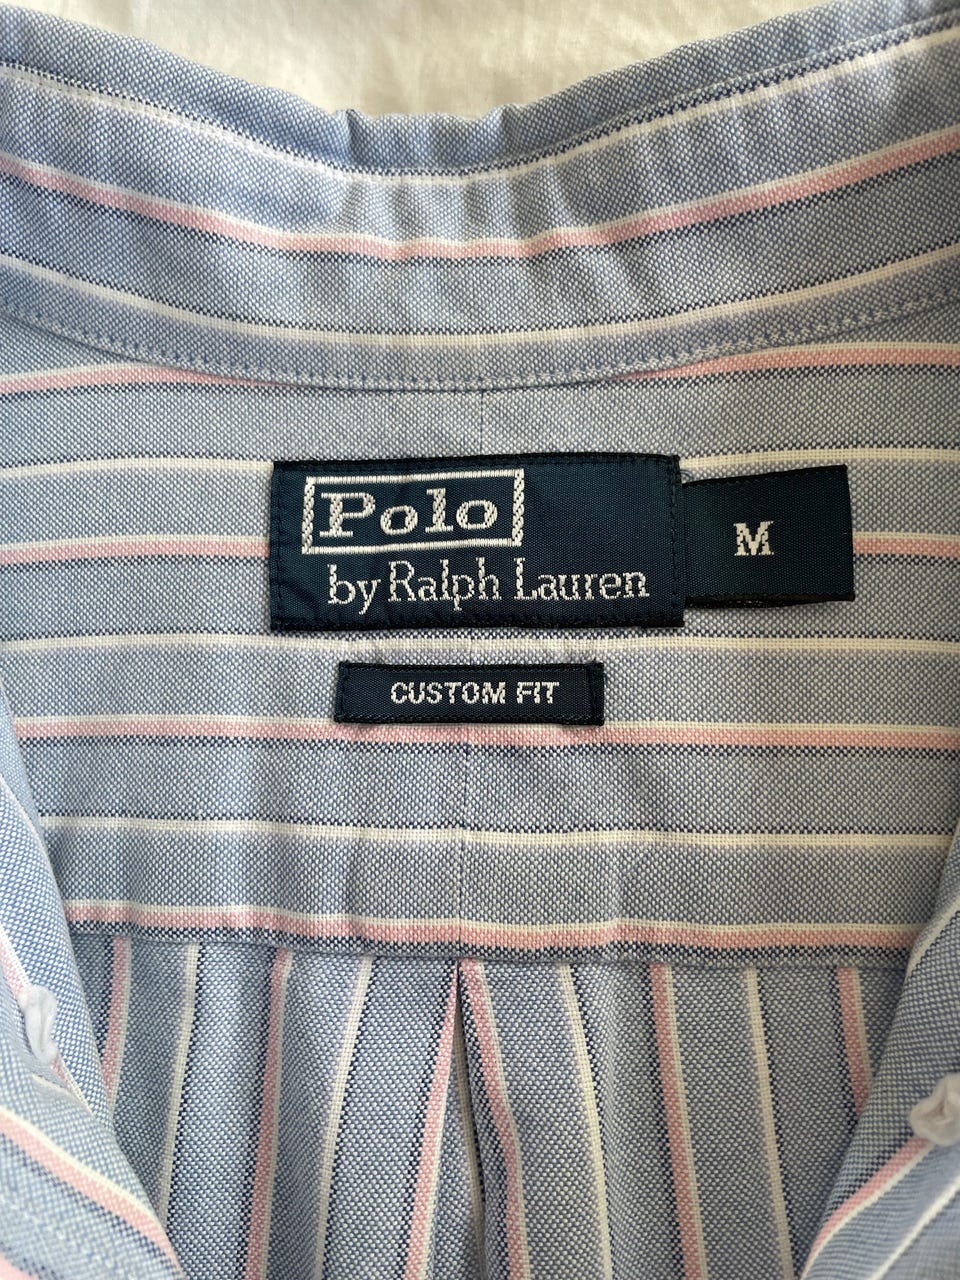 Polo
by Ralph Lauren
M
CUSTOM FIT